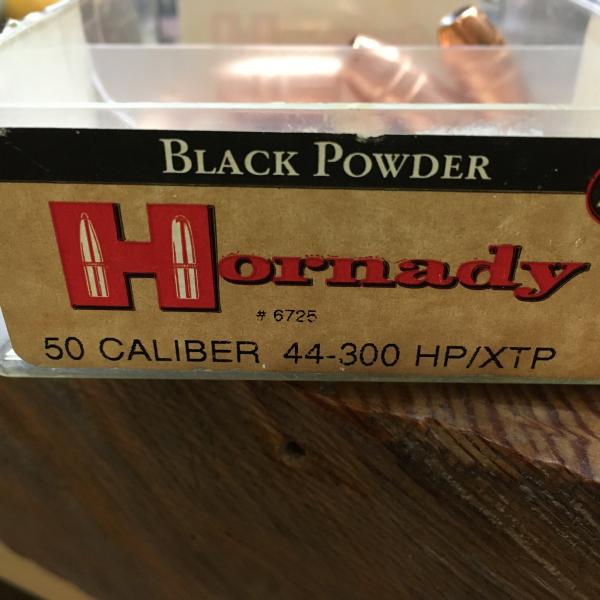 BLACK POWDER
Hornady
# 6725
50 CALIBER 44-300 HP/XTP